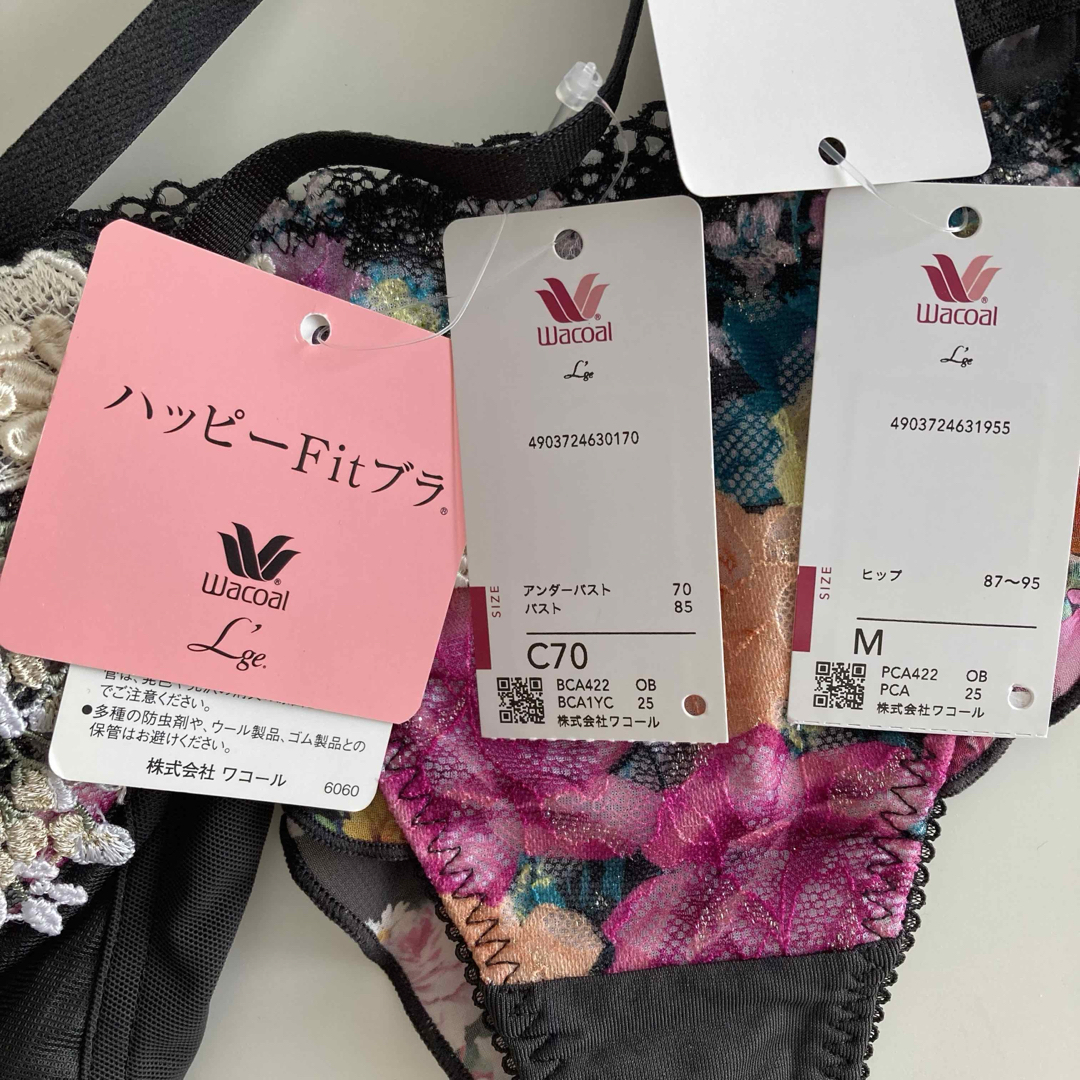 ハッピーFitブラ®
Wacoal®
L'ge.
でご注意ください。
●多種の防虫剤や、ウール製品、ゴム製品との
保管はお避けください。
株式会社 ワコール
6060
Wacoal®
L'ge
4903724630170
SIZE
アンダーバスト 70
バスト 85
C70
BCA422 OB
BCA1YC 25
株式会社ワコール
Wacoal®
L'ge
4903724631955
SIZE
ヒップ 87～95
M
PCA422 OB
PCA 25
株式会社ワコール